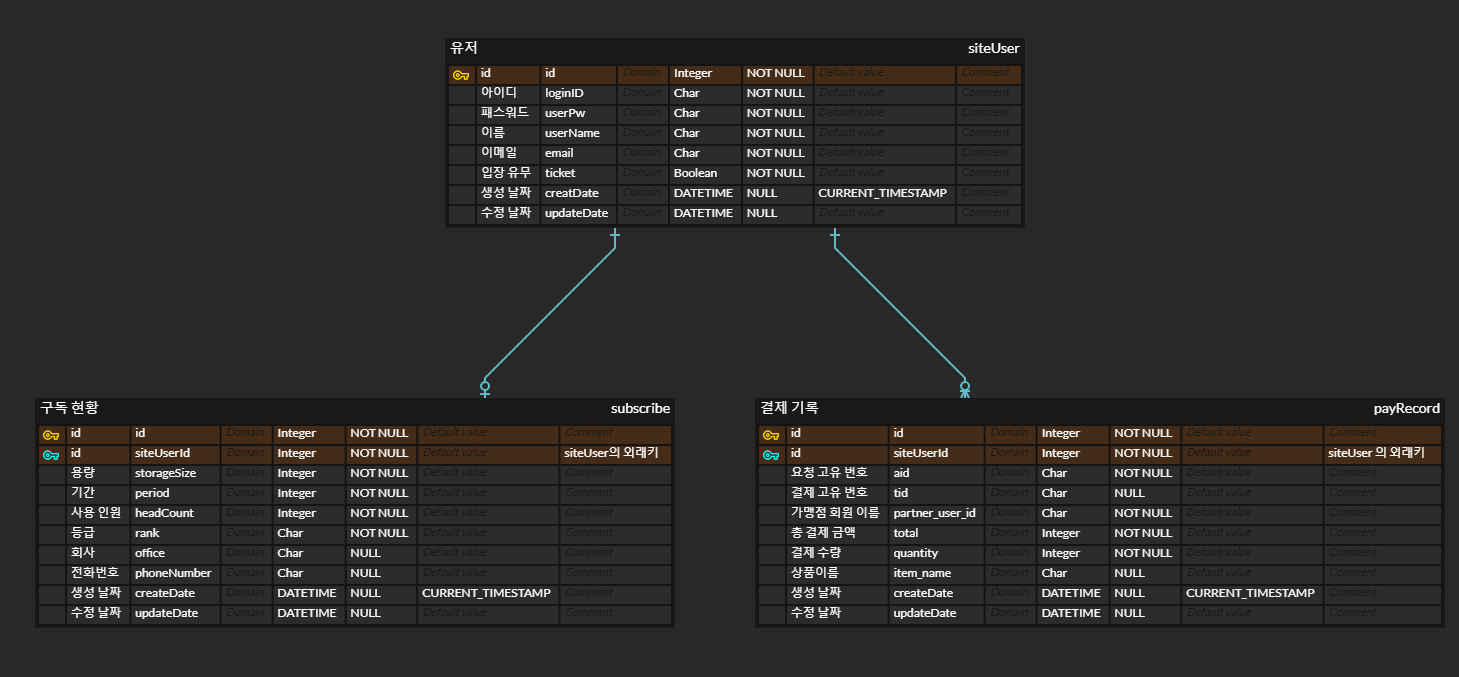 유저 siteUser
id id Domain Integer NOT NULL Default value Comment
아이디 loginID Domain Char NOT NULL Default value Comment
패스워드 userPw Domain Char NOT NULL Default value Comment
이름 userName Domain Char NOT NULL Default value Comment
이메일 email Domain Char NOT NULL Default value Comment
입장 유무 ticket Domain Boolean NOT NULL Default value Comment
생성 날짜 creatDate Domain DATETIME NULL CURRENT_TIMESTAMP Comment
수정 날짜 updateDate Domain DATETIME NULL Default value Comment
구독 현황 subscribe
id id Domain Integer NOT NULL Default value Comment
id siteUserId Domain Integer NOT NULL Default value siteUser의 외래키
용량 storageSize Domain Integer NOT NULL Default value Comment
기간 period Domain Integer NOT NULL Default value Comment
사용 인원 headCount Domain Integer NOT NULL Default value Comment
등급 rank Domain Char NOT NULL Default value Comment
회사 office Domain Char NULL Default value Comment
전화번호 phoneNumber Domain Char NULL Default value Comment
생성 날짜 createDate Domain DATETIME NULL CURRENT_TIMESTAMP Comment
수정 날짜 updateDate Domain DATETIME NULL Default value Comment
결제 기록 payRecord
id id Domain Integer NOT NULL Default value Comment
id siteUserId Domain Integer NOT NULL Default value siteUser 의 외래키
요청 고유 번호 aid Domain Char NOT NULL Default value Comment
결제 고유 번호 tid Domain Char NULL Default value Comment
가맹점 회원 이름 partner_user_id Domain Char NOT NULL Default value Comment
총 결제 금액 total Domain Integer NOT NULL Default value Comment
결제 수량 quantity Domain Integer NOT NULL Default value Comment
상품이름 item_name Domain Char NULL Default value Comment
생성 날짜 createDate Domain DATETIME NULL CURRENT_TIMESTAMP Comment
수정 날짜 updateDate Domain DATETIME NULL Default value Comment